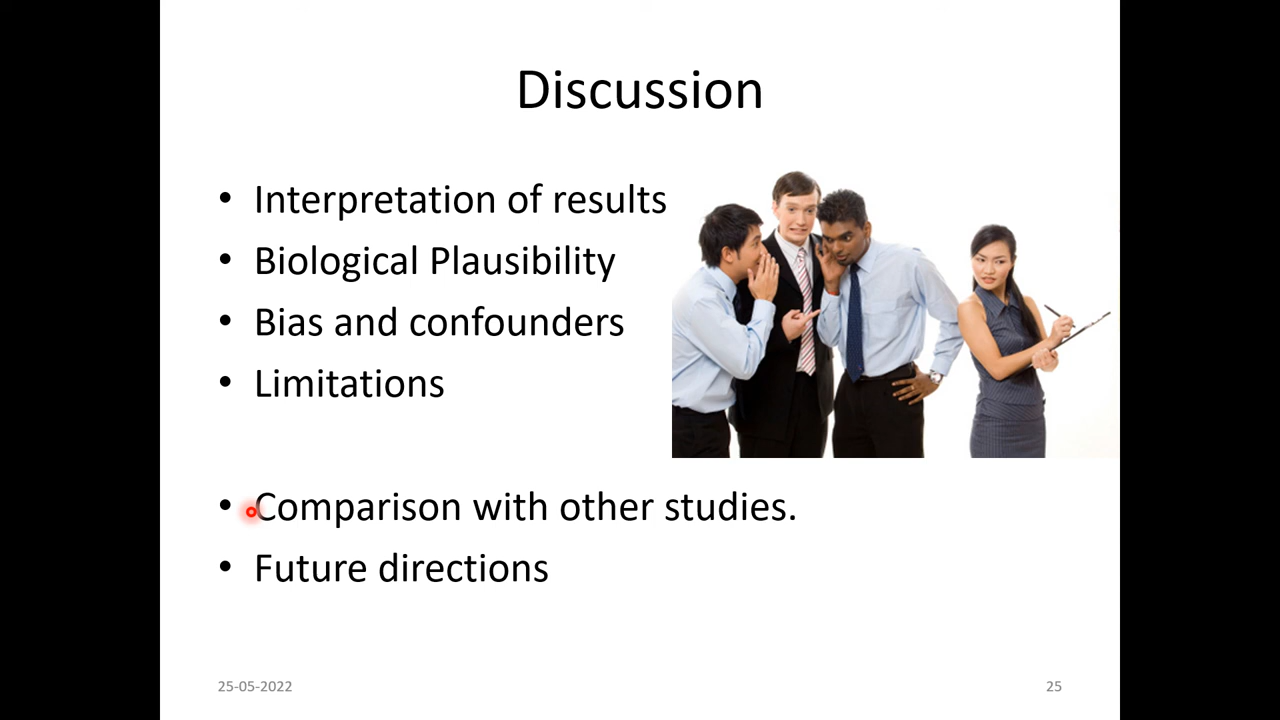 Discussion
• Interpretation of results
• Biological Plausibility
• Bias and confounders
• Limitations
• Comparison with other studies.
• Future directions
25-05-2022
25